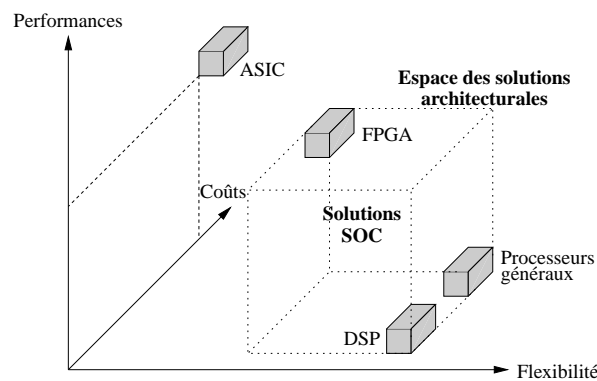 Performances
ASIC
Espace des solutions
architecturales
FPGA
Coûts
Solutions
SOC
Processeurs
généraux
DSP
Flexibilité